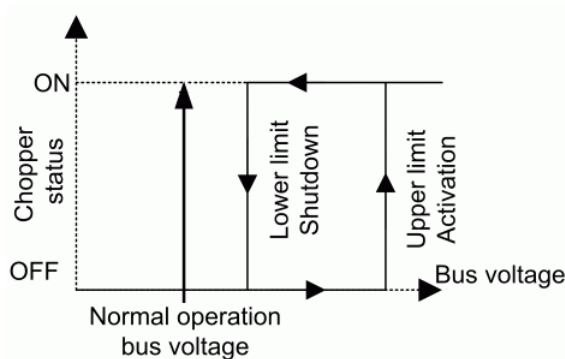 ON
Chopper
status
OFF
Lower limit
Shutdown
Upper limit
Activation
Bus voltage
Normal operation
bus voltage